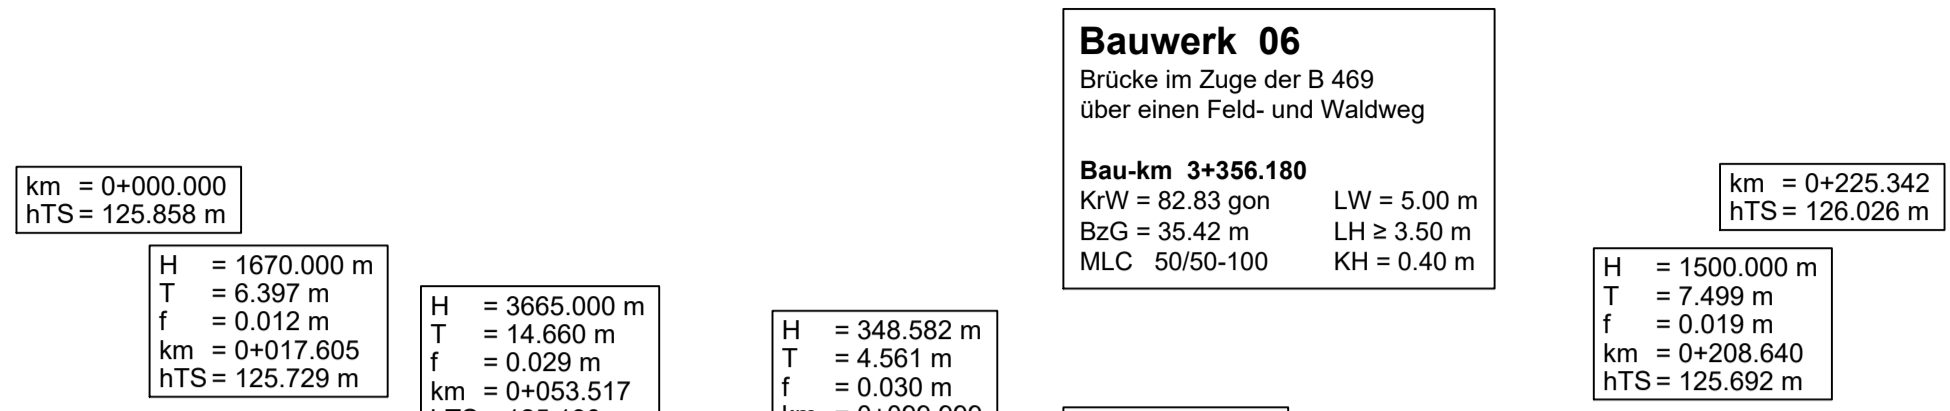 Bauwerk 06
Brücke im Zuge der B 469
über einen Feld- und Waldweg
Bau-km 3+356.180
KrW = 82.83 gon LW = 5.00 m
BzG = 35.42 m LH ≥ 3.50 m
MLC 50/50-100 KH = 0.40 m
km = 0+000.000
hTS = 125.858 m
km = 0+225.342
hTS = 126.026 m
H = 1670.000 m
T = 6.397 m
f = 0.012 m
km = 0+017.605
hTS = 125.729 m
H = 3665.000 m
T = 14.660 m
f = 0.029 m
km = 0+053.517
H = 348.582 m
T = 4.561 m
f = 0.030 m
H = 1500.000 m
T = 7.499 m
f = 0.019 m
km = 0+208.640
hTS = 125.692 m